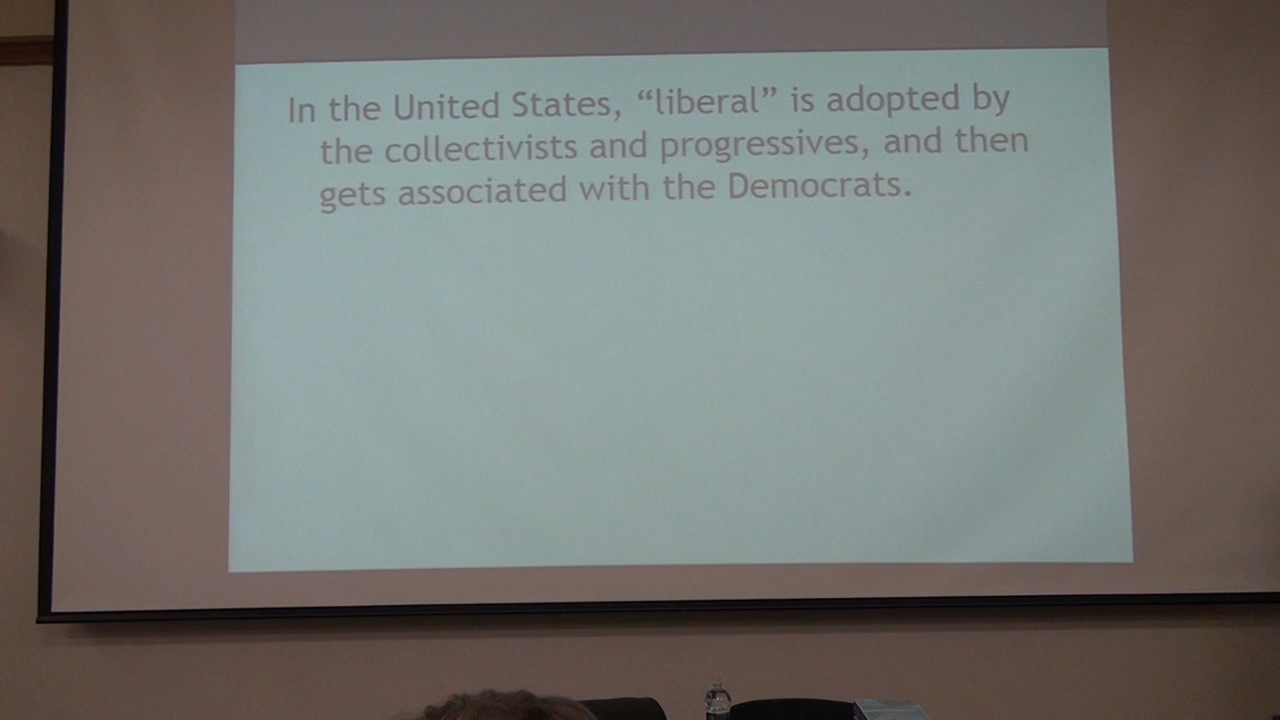 In the United States, “liberal” is adopted by
the collectivists and progressives, and then
gets associated with the Democrats.